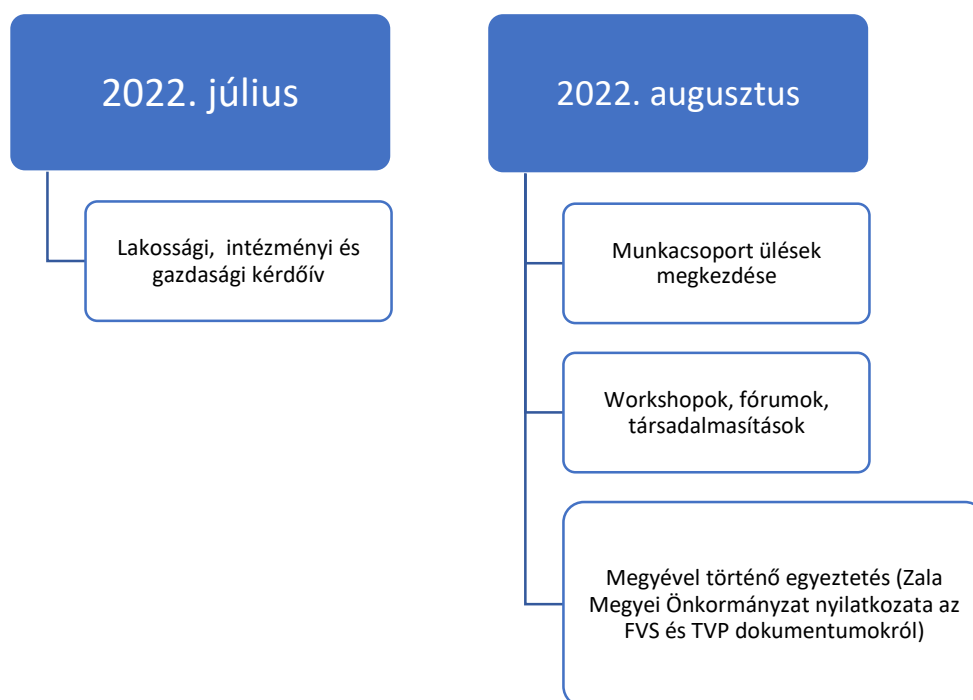 2022. július
Lakossági, intézményi és
gazdasági kérdőív
2022. augusztus
Munkacsoport ülések
megkezdése
Workshopok, fórumok,
társadalmasítások
Megyével történő egyeztetés (Zala
Megyei Önkormányzat nyilatkozata az
FVS és TVP dokumentumokról)